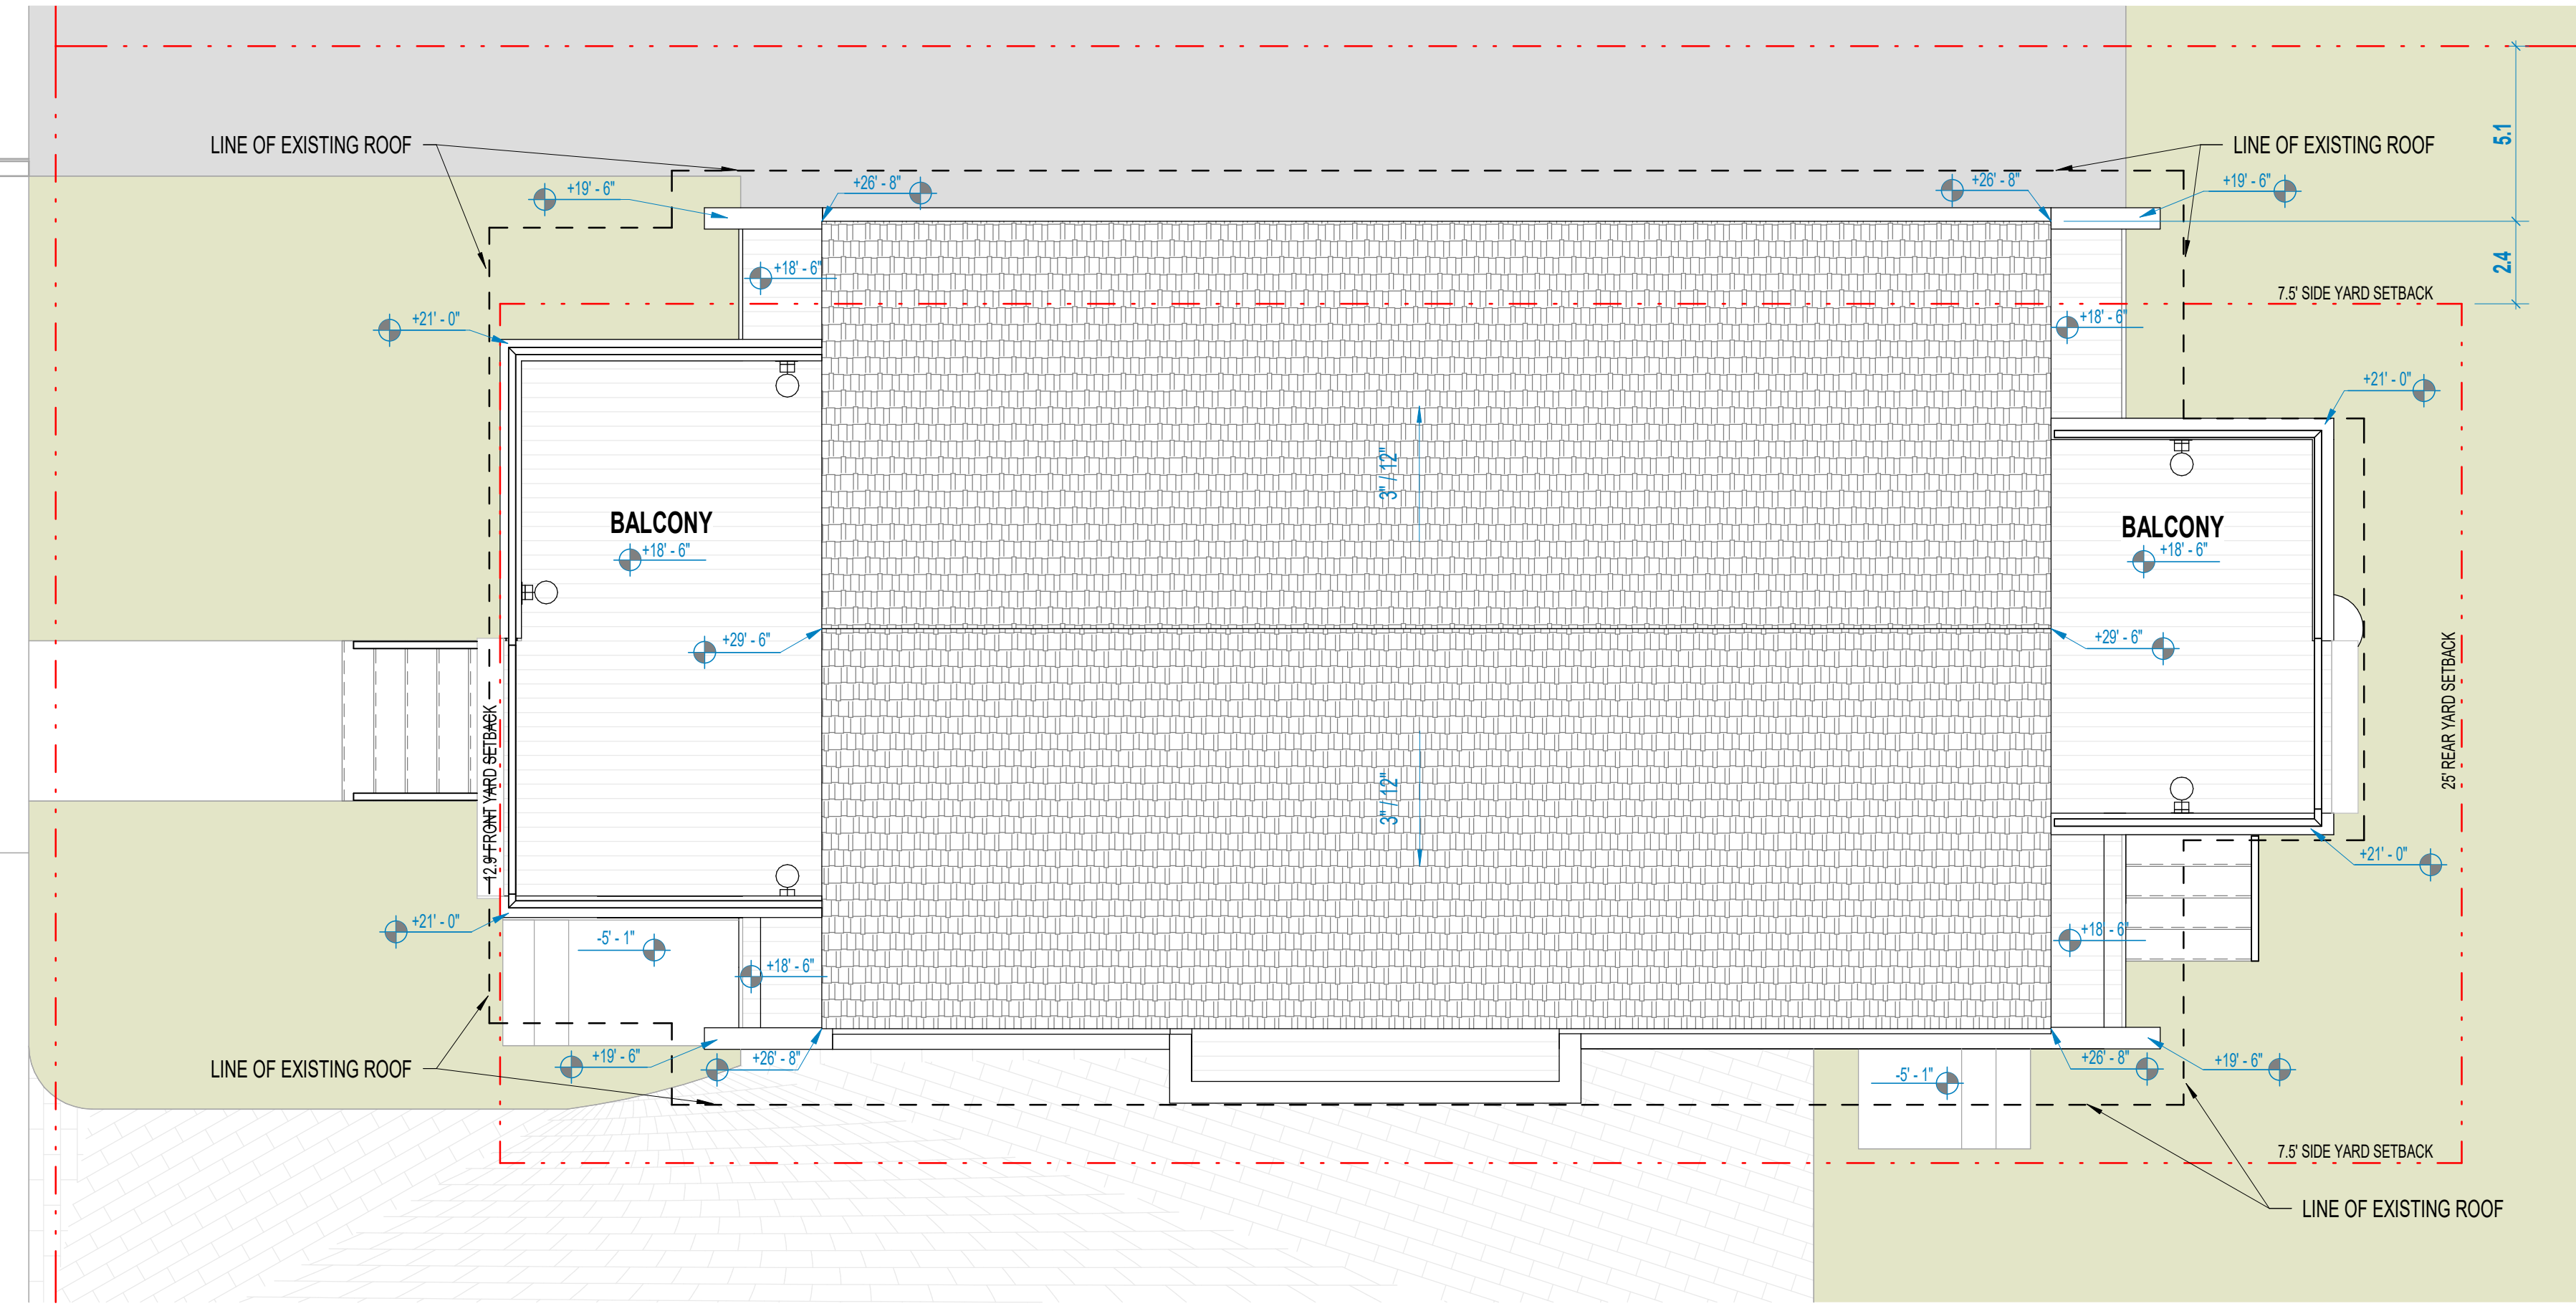 LINE OF EXISTING ROOF
LINE OF EXISTING ROOF
5.1
+19' - 6"
+26' - 8"
+26' - 8"
+19' - 6"
2.4
+18' - 6"
7.5' SIDE YARD SETBACK
+21' - 0"
+18' - 6"
+21' - 0"
3" / 12"
BALCONY
+18' - 6"
BALCONY
+18' - 6"
+29' - 6"
+29' - 6"
12.9' FRONT YARD SETBACK
25' REAR YARD SETBACK
3" / 12"
+21' - 0"
+21' - 0"
-5' - 1"
+18' - 6"
+18' - 6"
+19' - 6"
+26' - 8"
+26' - 8"
+19' - 6"
LINE OF EXISTING ROOF
-5' - 1"
7.5' SIDE YARD SETBACK
LINE OF EXISTING ROOF